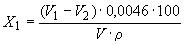 X₁ = (V₁ − V₂) · 0,0046 · 100
V · ρ